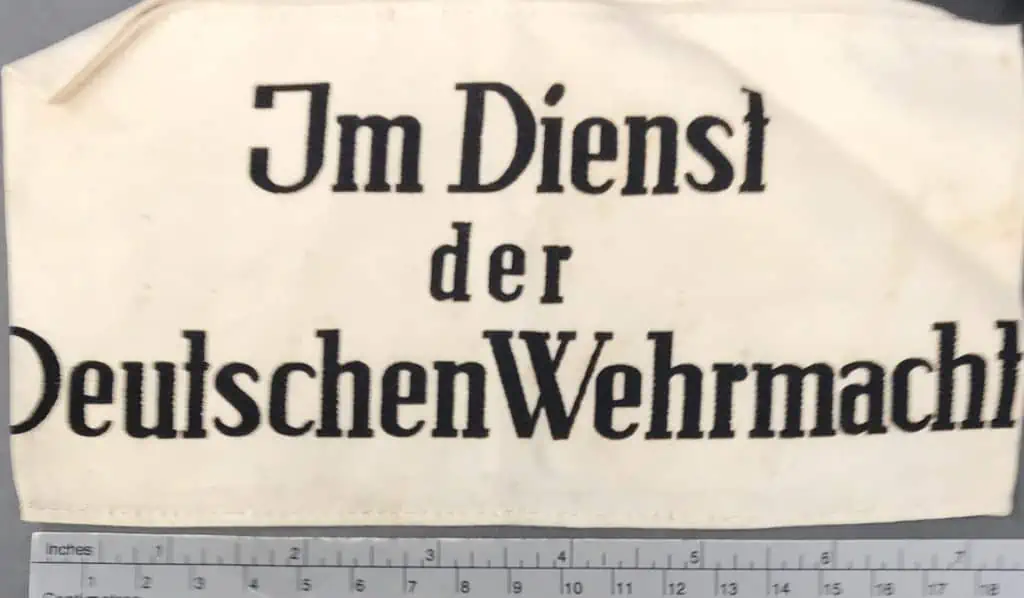 Im Dienst
der
Deutschen Wehrmacht
Inches 1 2 3 4 5 6 7
1 2 3 4 5 6 7 8 9 10 11 12 13 14 15 16 17 18